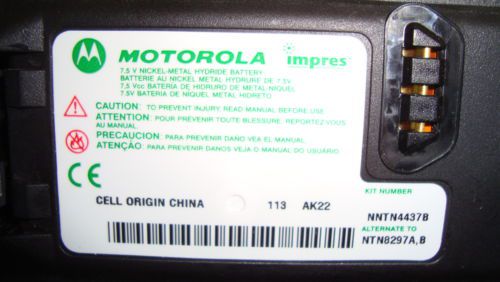 MOTOROLA impres
7.5 V NICKEL-METAL HYDRIDE BATTERY
BATTERIE AU NICKEL METAL HYDRURE DE 7.5V
7,5 Vcc BATERIA DE HIDRURO DE METAL NIQUEL
7,5V BATERIA DE NIQUEL METAL HIDRETO
CAUTION: TO PREVENT INJURY, READ MANUAL BEFORE USE.
ATTENTION: POUR PREVENIR TOUTE BLESSURE, REPORTEZ-VOUS
AU MANUAL.
PRECAUCION: PARA PREVENIR DAÑO VEA EL MANUAL
ATENÇÃO: PARA PREVENIR DANOS VEJA O MANUAL DO USUÁRIO.
CE
CELL ORIGIN CHINA 113 AK22
KIT NUMBER
NNTN4437B
ALTERNATE TO
NTN8297A,B